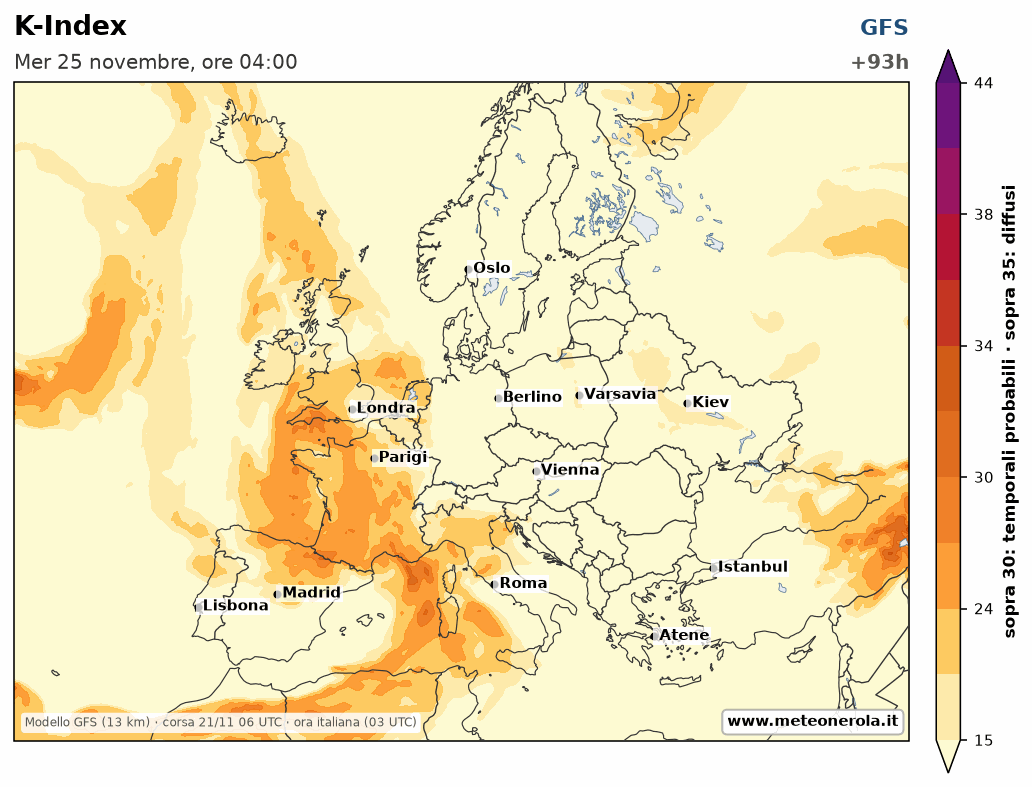 K-Index
GFS
Mer 25 novembre, ore 04:00
+93h
44
38
34
30
24
15
sopra 30: temporali probabili · sopra 35: diffusi
Oslo
Berlino
Varsavia
Kiev
Londra
Parigi
Vienna
Istanbul
Roma
Madrid
Lisbona
Atene
Modello GFS (13 km) · corsa 21/11 06 UTC · ora italiana (03 UTC)
www.meteonerola.it